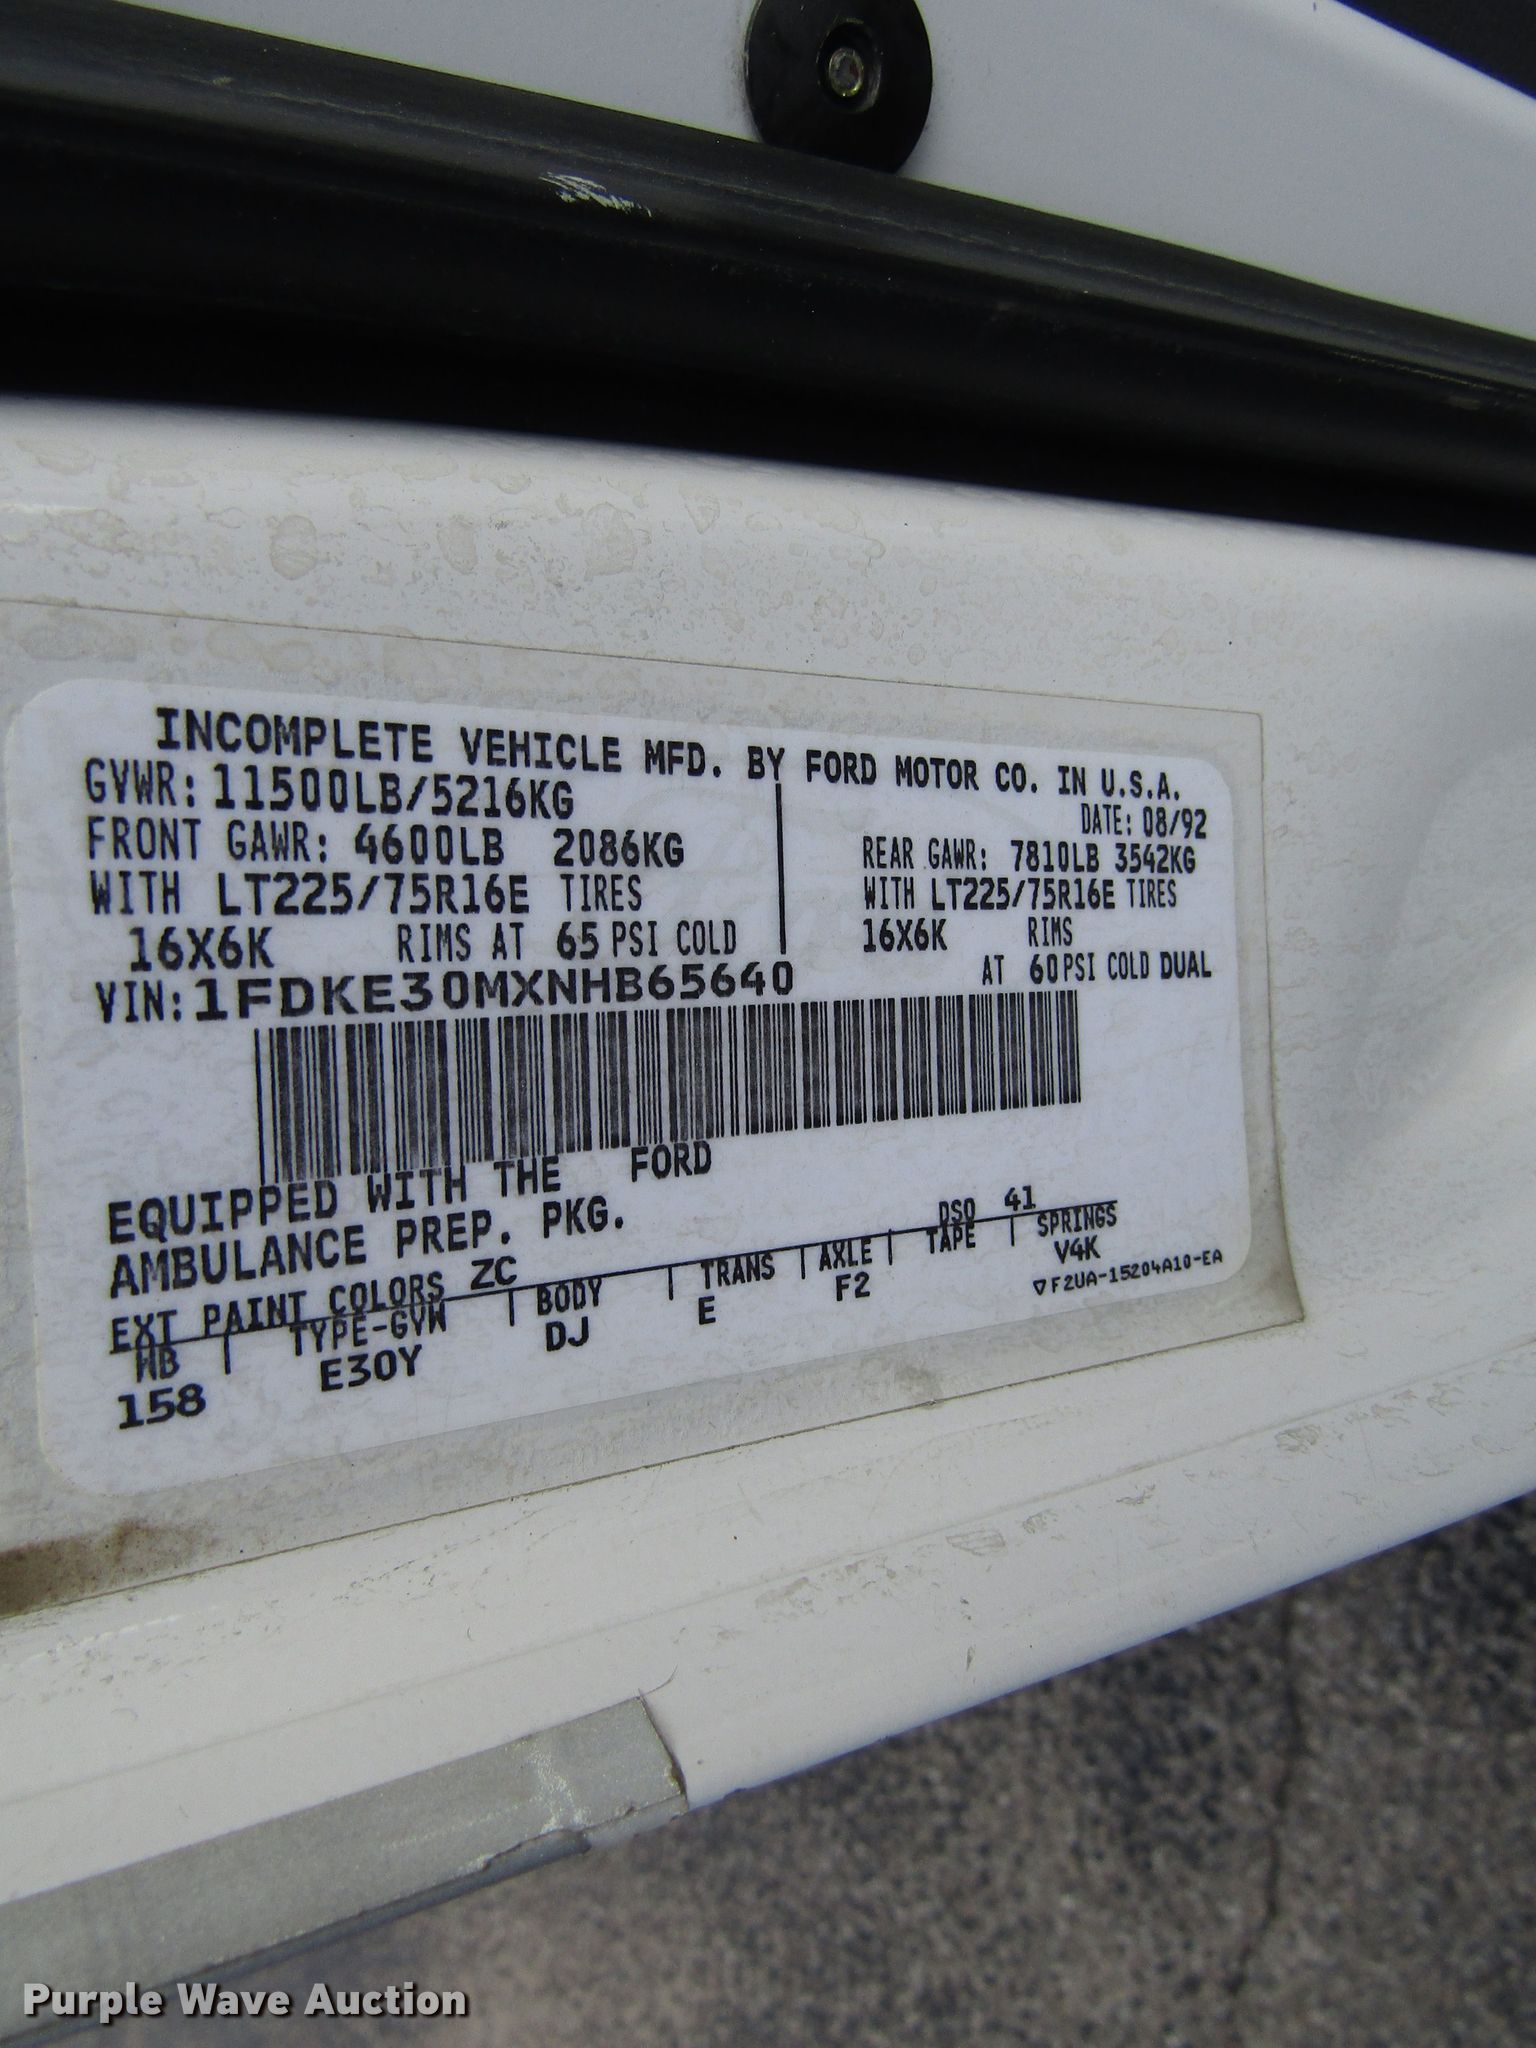 INCOMPLETE VEHICLE MFD. BY FORD MOTOR CO. IN U.S.A.
GVWR: 11500LB/5216KG
DATE: 08/92
FRONT GAWR: 4600LB 2086KG
REAR GAWR: 7810LB 3542KG
WITH LT225/75R16E TIRES
WITH LT225/75R16E TIRES
16X6K RIMS AT 65 PSI COLD
16X6K RIMS
AT 60 PSI COLD DUAL
VIN: 1FDKE30MXNHB65640
EQUIPPED WITH THE FORD
AMBULANCE PREP. PKG.
DSO 41
EXT PAINT COLORS ZC
WB TYPE-GVW BODY TRANS AXLE TAPE SPRINGS
158 E30Y DJ E F2 V4K
▽F2UA-15204A10-EA
Purple Wave Auction